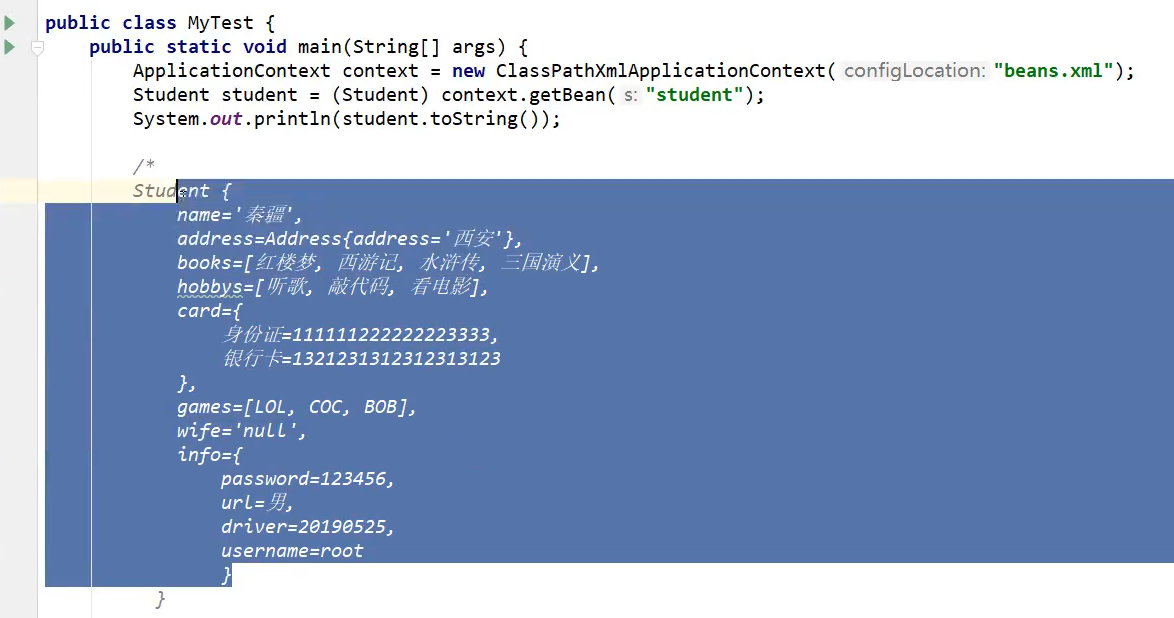 public class MyTest {
public static void main(String[] args) {
ApplicationContext context = new ClassPathXmlApplicationContext( configLocation: "beans.xml");
Student student = (Student) context.getBean( s: "student");
System.out.println(student.toString());
/*
Student {
name='秦疆',
address=Address{address='西安'},
books=[红楼梦, 西游记, 水浒传, 三国演义],
hobbys=[听歌, 敲代码, 看电影],
card={
身份证=111111222222223333,
银行卡=1321231312312313123
},
games=[LOL, COC, BOB],
wife='null',
info={
password=123456,
url=男,
driver=20190525,
username=root
}
}